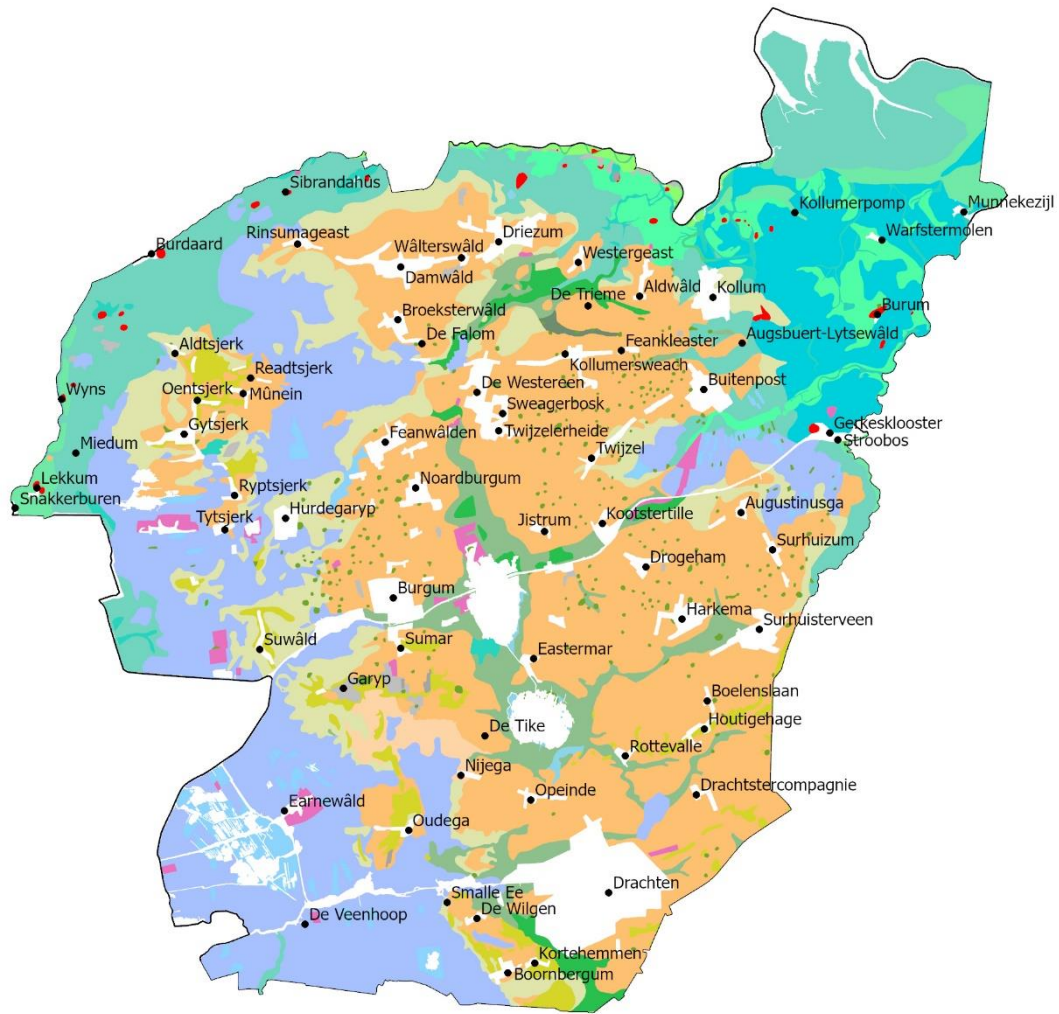 Sibrandahûs
Munnekezijl
Kollumerpomp
Burdaard
Rinsumageast
Driezum
Warfstermolen
Wâlterswâld
Westergeast
Damwâld
De Trieme
Aldwâld
Kollum
Broeksterwâld
Burum
De Falom
Augsbuert-Lytsewâld
Aldtsjerk
Feankleaster
Kollumersweach
Readtsjerk
De Westereen
Buitenpost
Oentsjerk
Mûnein
Wyns
Sweagerbosk
Gytsjerk
Feanwâlden
Twijzelerheide
Gerkesklooster
Stroobos
Miedum
Twijzel
Lekkum
Noardburgum
Snakkerburen
Ryptsjerk
Hurdegaryp
Augustinusga
Tytsjerk
Jistrum
Kootstertille
Surhuizum
Drogeham
Burgum
Harkema
Surhuisterveen
Suwâld
Sumar
Eastermar
Garyp
Boelenslaan
De Tike
Houtigehage
Rottevalle
Nijega
Earnewâld
Opeinde
Drachtstercompagnie
Oudega
Drachten
Smalle Ee
De Wilgen
De Veenhoop
Kortehemmen
Boornbergum